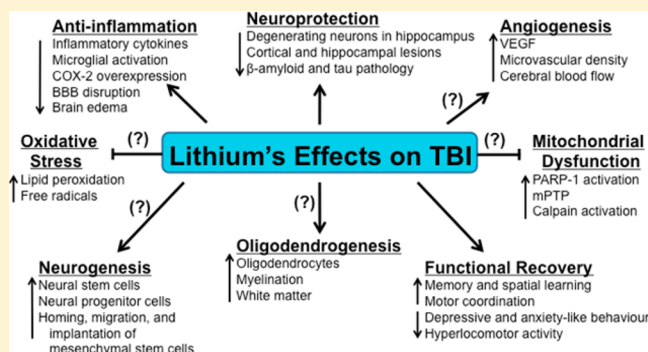 Anti-inflammation
Inflammatory cytokines
Microglial activation
COX-2 overexpression
BBB disruption
Brain edema
Neuroprotection
Degenerating neurons in hippocampus
Cortical and hippocampal lesions
β-amyloid and tau pathology
Angiogenesis
VEGF
Microvascular density
Cerebral blood flow
(?)
Oxidative
Stress
Lipid peroxidation
Free radicals
(?)
Lithium's Effects on TBI
(?)
Mitochondrial
Dysfunction
PARP-1 activation
mPTP
Calpain activation
(?)
Neurogenesis
Neural stem cells
Neural progenitor cells
Homing, migration, and
implantation of
mesenchymal stem cells
(?)
Oligodendrogenesis
Oligodendrocytes
Myelination
White matter
Functional Recovery
Memory and spatial learning
Motor coordination
Depressive and anxiety-like behaviour
Hyperlocomotor activity